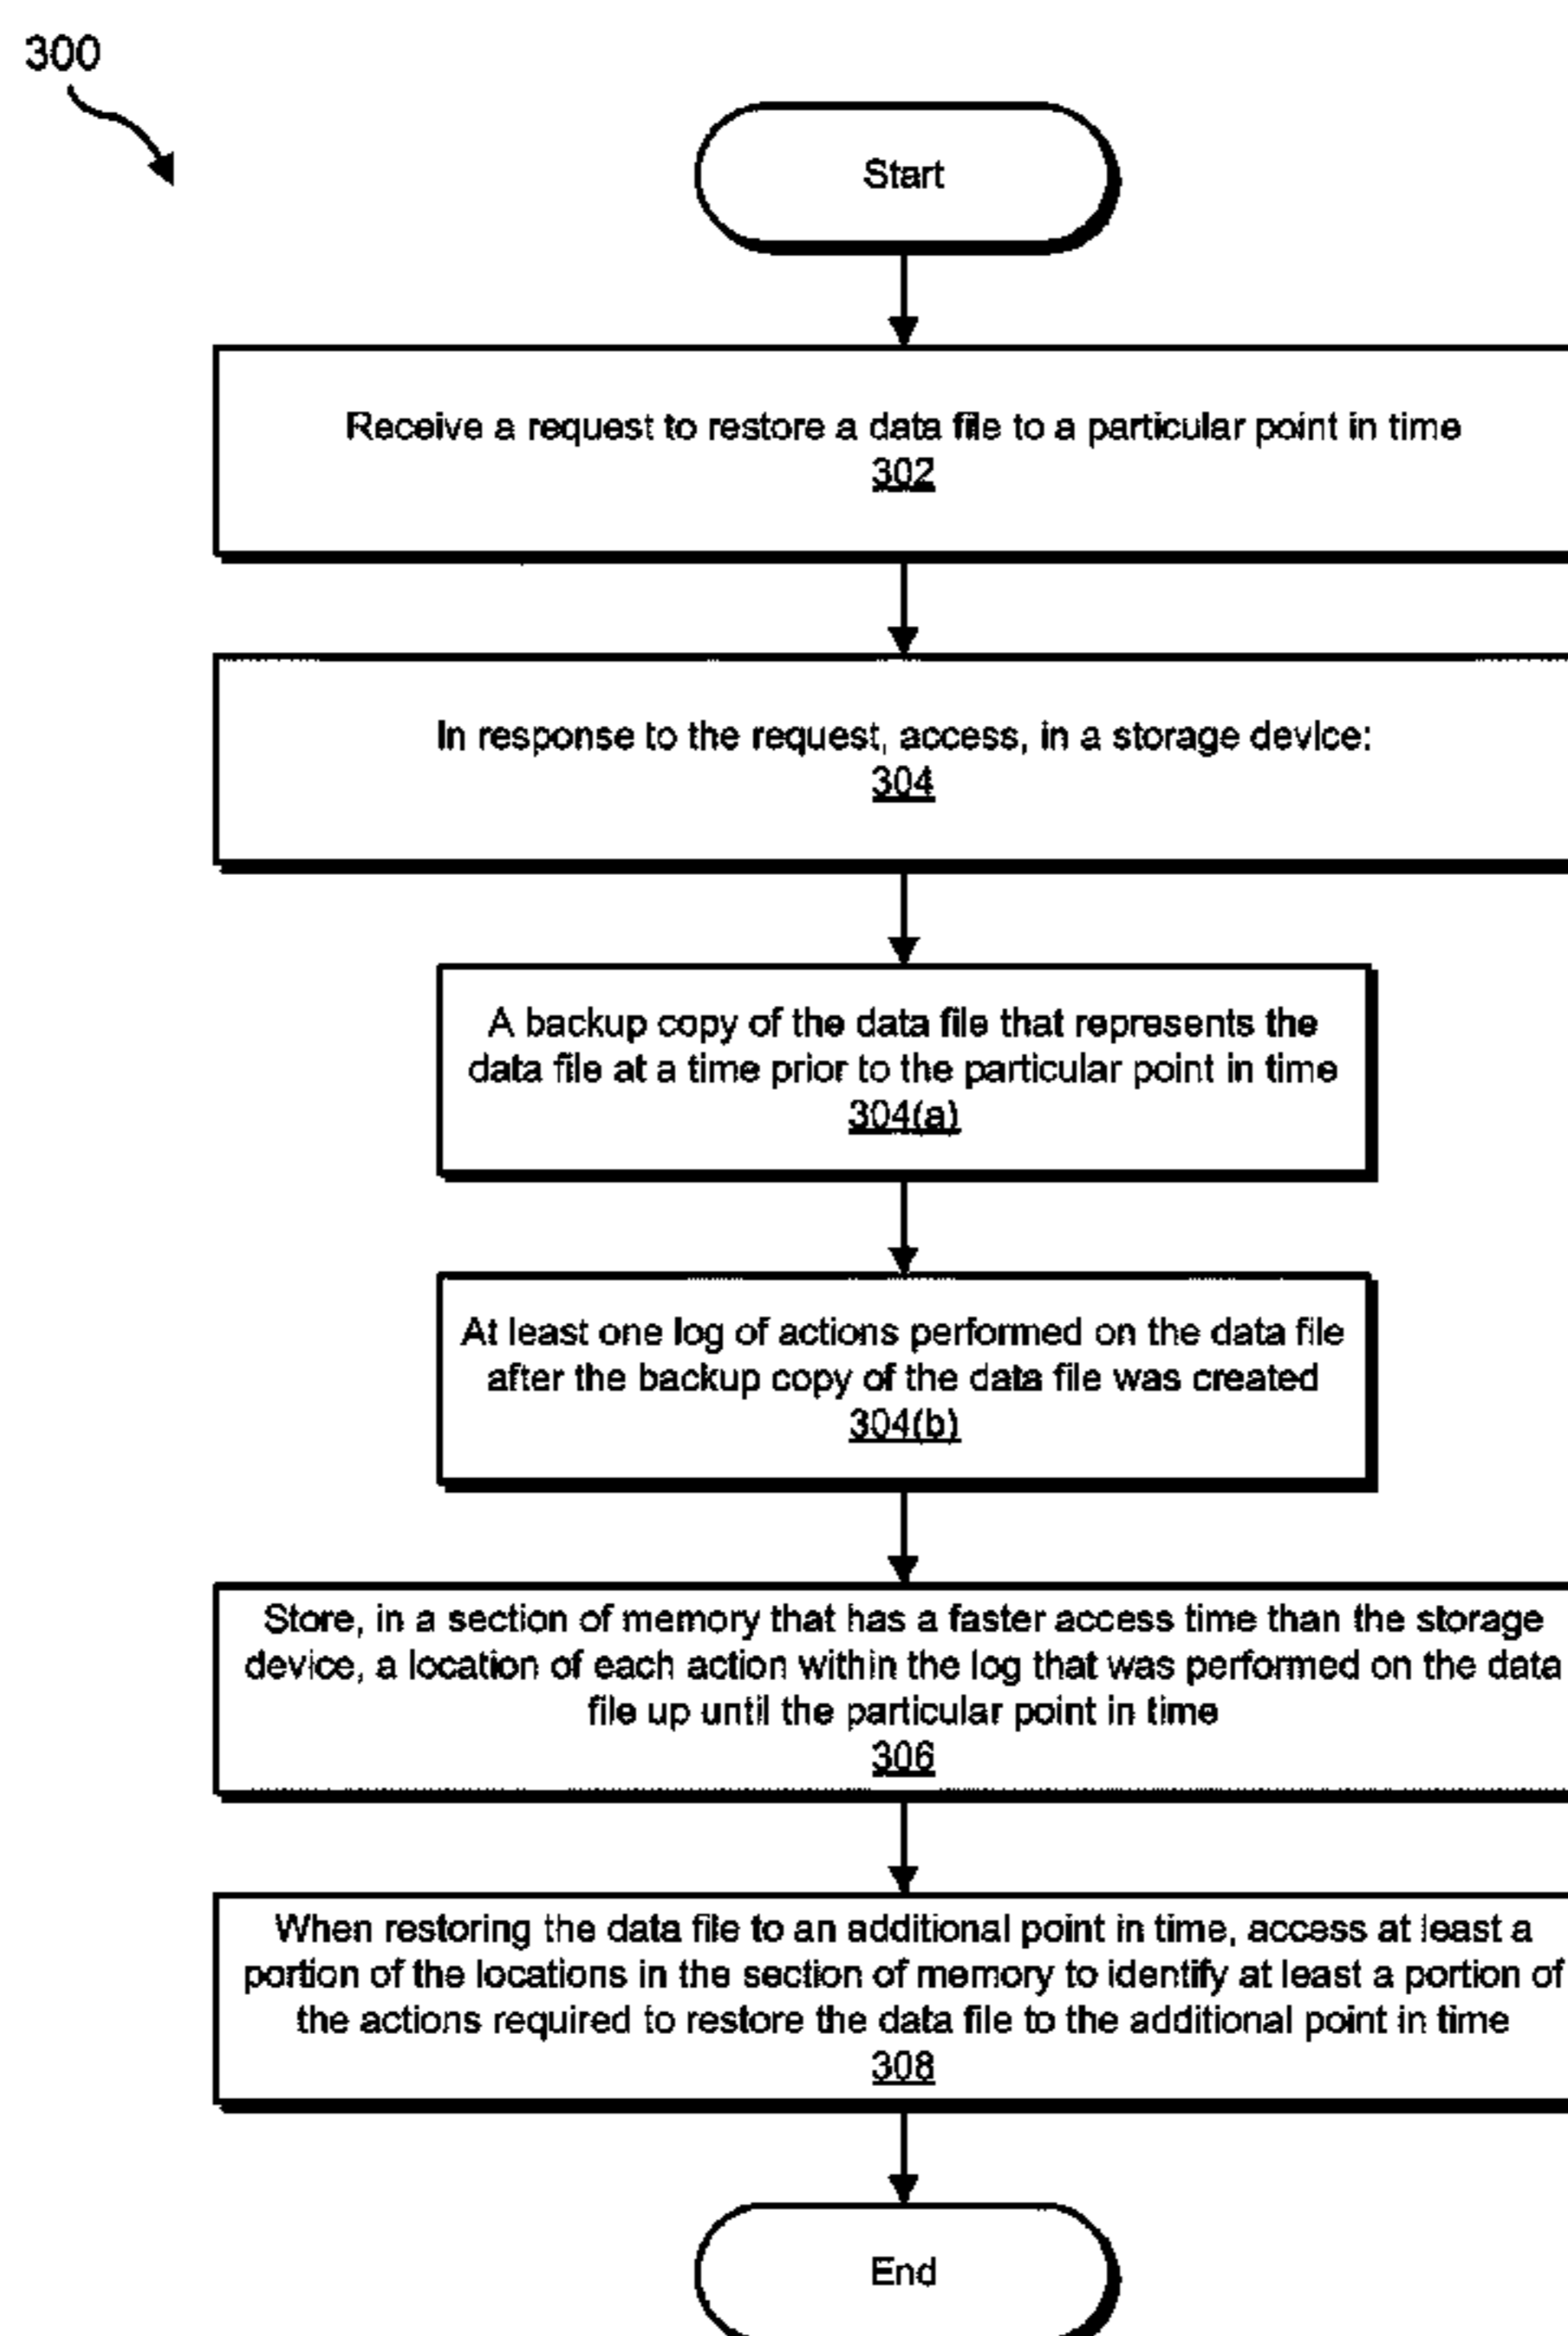 300
Start
Receive a request to restore a data file to a particular point in time
302
In response to the request, access, in a storage device:
304
A backup copy of the data file that represents the
data file at a time prior to the particular point in time
304(a)
At least one log of actions performed on the data file
after the backup copy of the data file was created
304(b)
Store, in a section of memory that has a faster access time than the storage
device, a location of each action within the log that was performed on the data
file up until the particular point in time
306
When restoring the data file to an additional point in time, access at least a
portion of the locations in the section of memory to identify at least a portion of
the actions required to restore the data file to the additional point in time
308
End